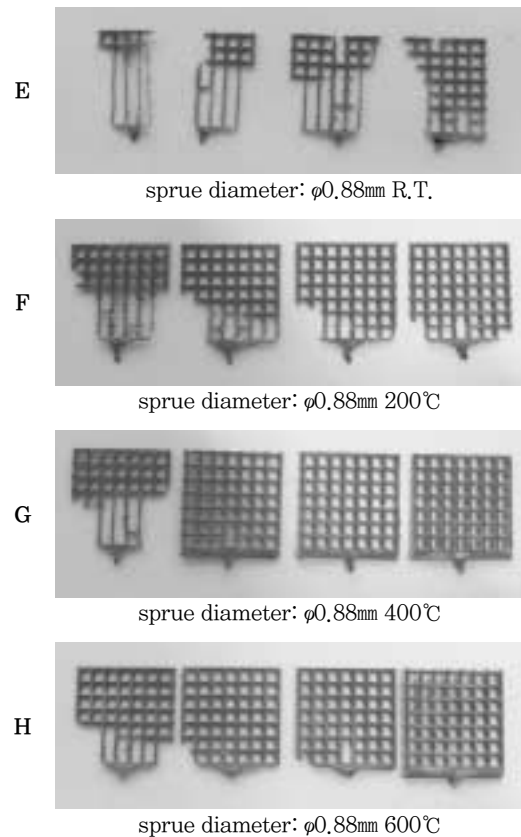 E
sprue diameter: φ0.88㎜ R.T.
F
sprue diameter: φ0.88㎜ 200℃
G
sprue diameter: φ0.88㎜ 400℃
H
sprue diameter: φ0.88㎜ 600℃